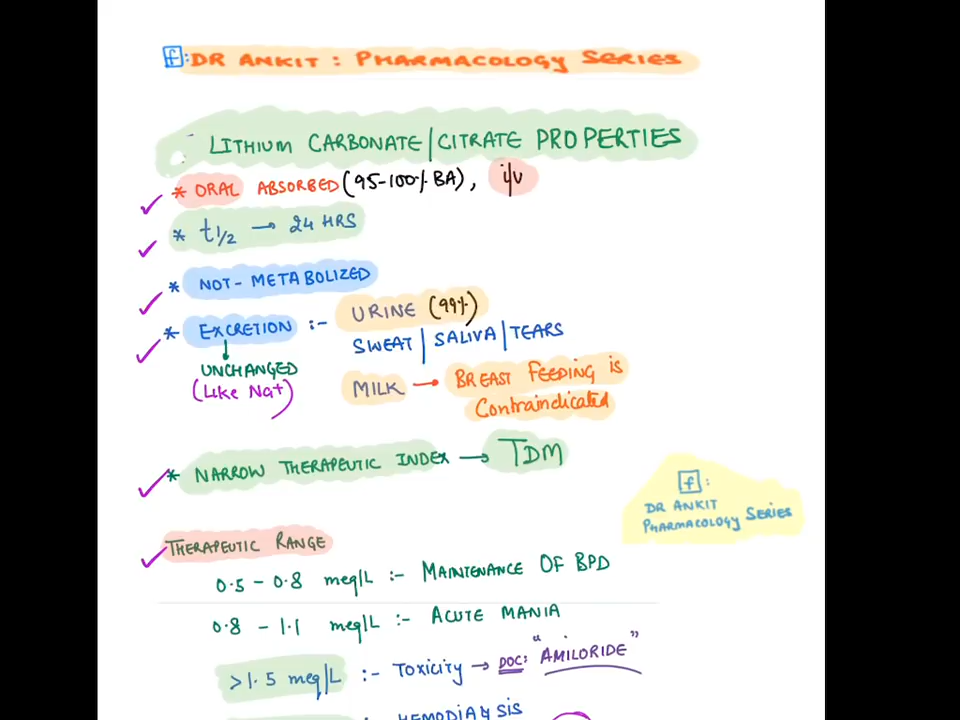 f: DR ANKIT : PHARMACOLOGY SERIES
LITHIUM CARBONATE/CITRATE PROPERTIES
* ORAL ABSORBED (95-100% BA), i/v
* t1/2 → 24 HRS
* NOT-METABOLIZED
* EXCRETION :- URINE (99%)
SWEAT | SALIVA | TEARS
UNCHANGED
(Like Na+)
MILK → BREAST FEEDING is
Contraindicated
* NARROW THERAPEUTIC INDEX → TDM
f:
DR ANKIT
PHARMACOLOGY SERIES
THERAPEUTIC RANGE
0.5 - 0.8 meq/L :- MAINTENANCE OF BPD
0.8 - 1.1 meq/L :- ACUTE MANIA
>1.5 meq/L :- TOXICITY → DOC: "AMILORIDE"
:- HEMODIALYSIS